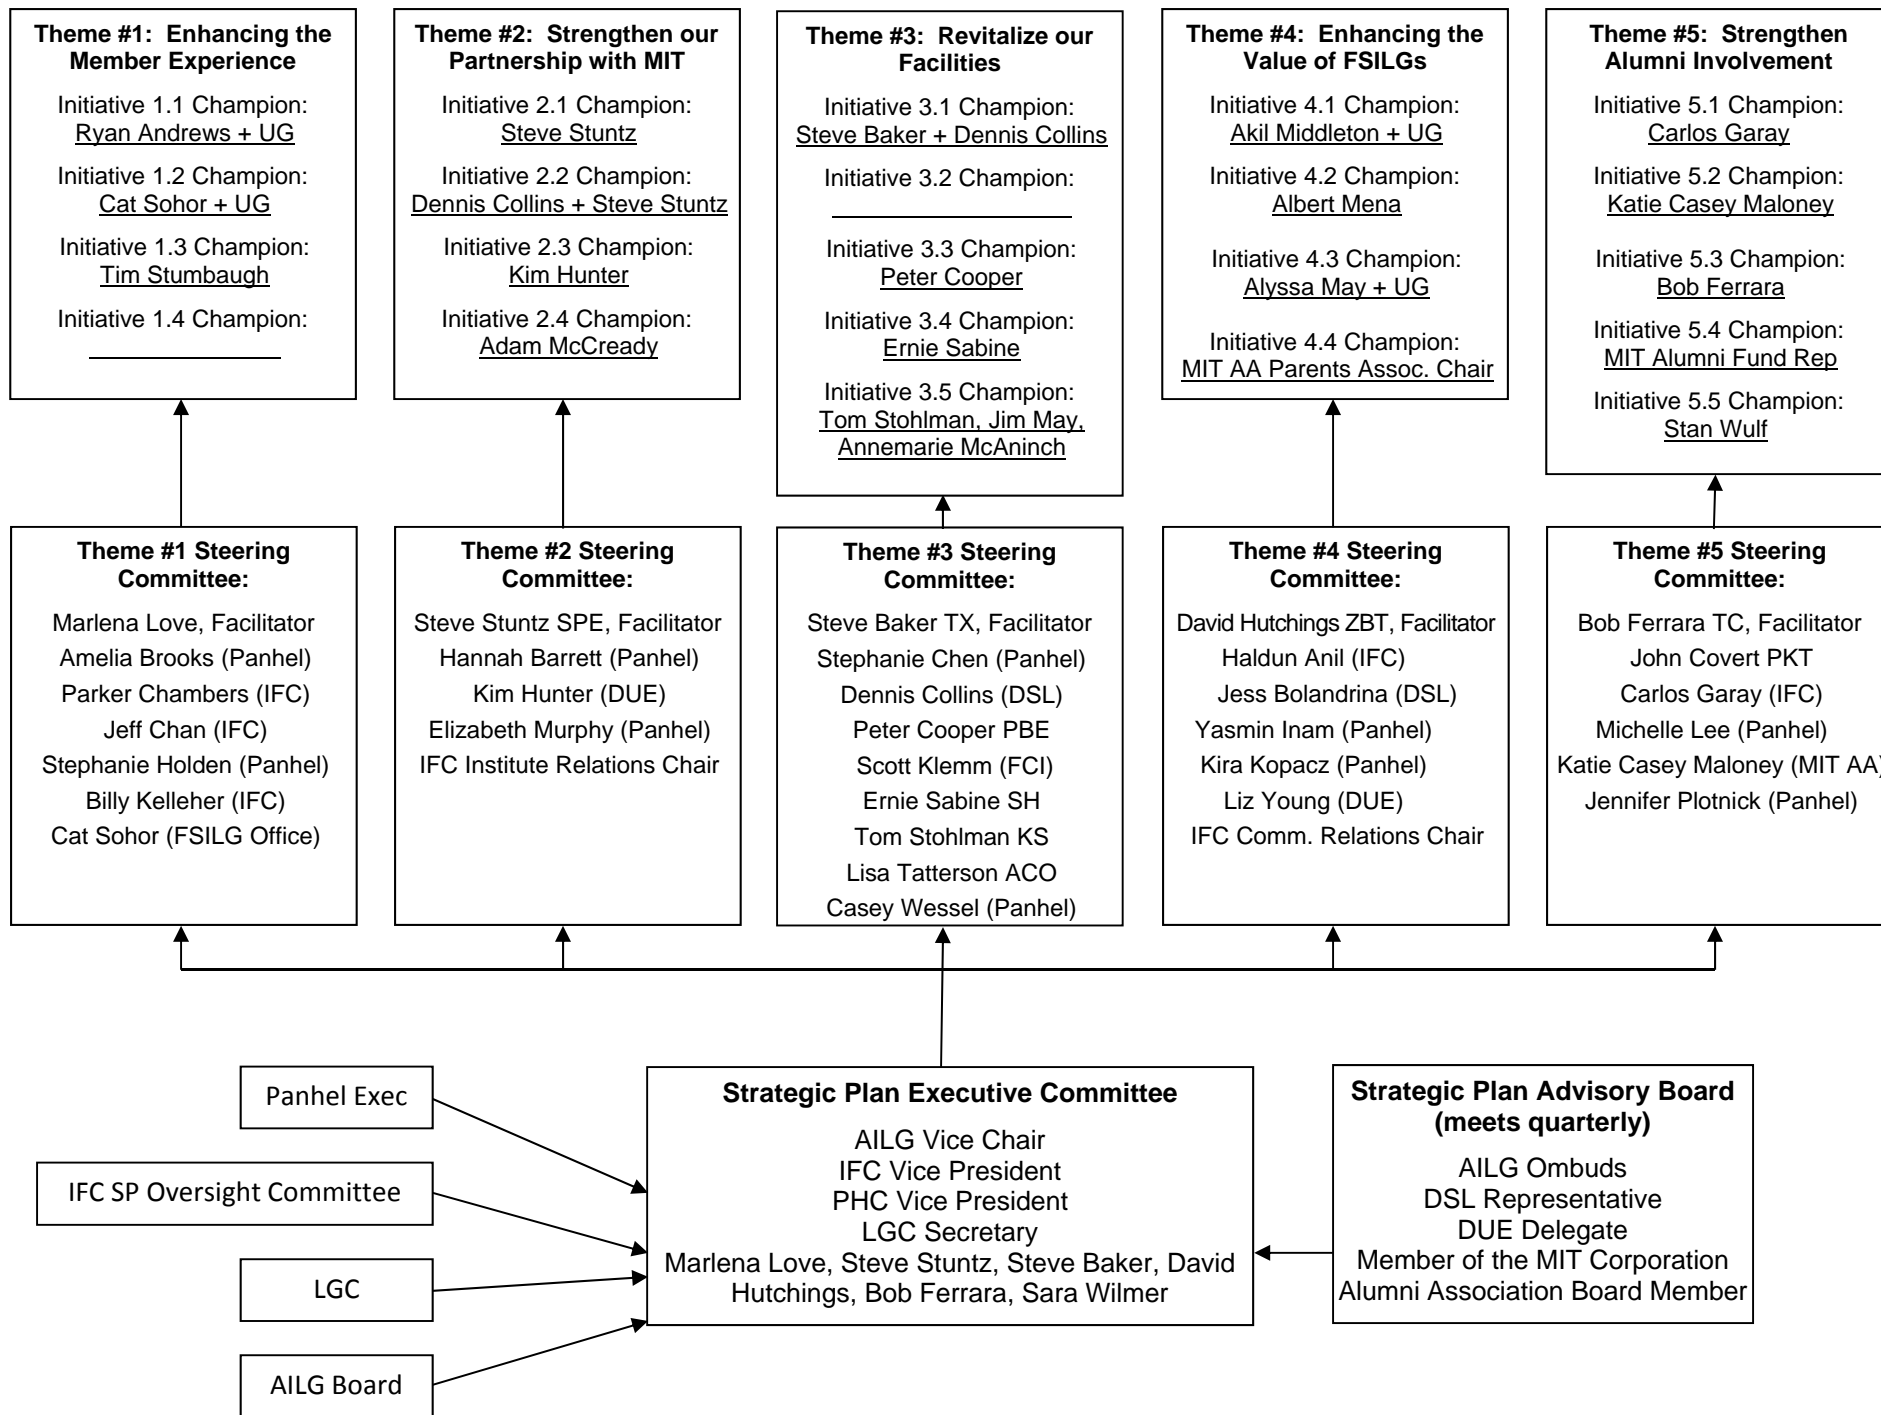 Theme #1:  Enhancing the
Member Experience
Initiative 1.1 Champion:
Ryan Andrews + UG
Initiative 1.2 Champion:
Cat Sohor + UG
Initiative 1.3 Champion:
Tim Stumbaugh
Initiative 1.4 Champion:
Theme #2:  Strengthen our
Partnership with MIT
Initiative 2.1 Champion:
Steve Stuntz
Initiative 2.2 Champion:
Dennis Collins + Steve Stuntz
Initiative 2.3 Champion:
Kim Hunter
Initiative 2.4 Champion:
Adam McCready
Theme #3:  Revitalize our
Facilities
Initiative 3.1 Champion:
Steve Baker + Dennis Collins
Initiative 3.2 Champion:
Initiative 3.3 Champion:
Peter Cooper
Initiative 3.4 Champion:
Ernie Sabine
Initiative 3.5 Champion:
Tom Stohlman, Jim May,
Annemarie McAninch
Theme #4:  Enhancing the
Value of FSILGs
Initiative 4.1 Champion:
Akil Middleton + UG
Initiative 4.2 Champion:
Albert Mena
Initiative 4.3 Champion:
Alyssa May + UG
Initiative 4.4 Champion:
MIT AA Parents Assoc. Chair
Theme #5:  Strengthen
Alumni Involvement
Initiative 5.1 Champion:
Carlos Garay
Initiative 5.2 Champion:
Katie Casey Maloney
Initiative 5.3 Champion:
Bob Ferrara
Initiative 5.4 Champion:
MIT Alumni Fund Rep
Initiative 5.5 Champion:
Stan Wulf
Theme #1 Steering
Committee:
Marlena Love, Facilitator
Amelia Brooks (Panhel)
Parker Chambers (IFC)
Jeff Chan (IFC)
Stephanie Holden (Panhel)
Billy Kelleher (IFC)
Cat Sohor (FSILG Office)
Theme #2 Steering
Committee:
Steve Stuntz SPE, Facilitator
Hannah Barrett (Panhel)
Kim Hunter (DUE)
Elizabeth Murphy (Panhel)
IFC Institute Relations Chair
Theme #3 Steering
Committee:
Steve Baker TX, Facilitator
Stephanie Chen (Panhel)
Dennis Collins (DSL)
Peter Cooper PBE
Scott Klemm (FCI)
Ernie Sabine SH
Tom Stohlman KS
Lisa Tatterson ACO
Casey Wessel (Panhel)
Theme #4 Steering
Committee:
David Hutchings ZBT, Facilitator
Haldun Anil (IFC)
Jess Bolandrina (DSL)
Yasmin Inam (Panhel)
Kira Kopacz (Panhel)
Liz Young (DUE)
IFC Comm. Relations Chair
Theme #5 Steering
Committee:
Bob Ferrara TC, Facilitator
John Covert PKT
Carlos Garay (IFC)
Michelle Lee (Panhel)
Katie Casey Maloney (MIT AA)
Jennifer Plotnick (Panhel)
Panhel Exec
IFC SP Oversight Committee
LGC
AILG Board
Strategic Plan Executive Committee
AILG Vice Chair
IFC Vice President
PHC Vice President
LGC Secretary
Marlena Love, Steve Stuntz, Steve Baker, David
Hutchings, Bob Ferrara, Sara Wilmer
Strategic Plan Advisory Board
(meets quarterly)
AILG Ombuds
DSL Representative
DUE Delegate
Member of the MIT Corporation
Alumni Association Board Member